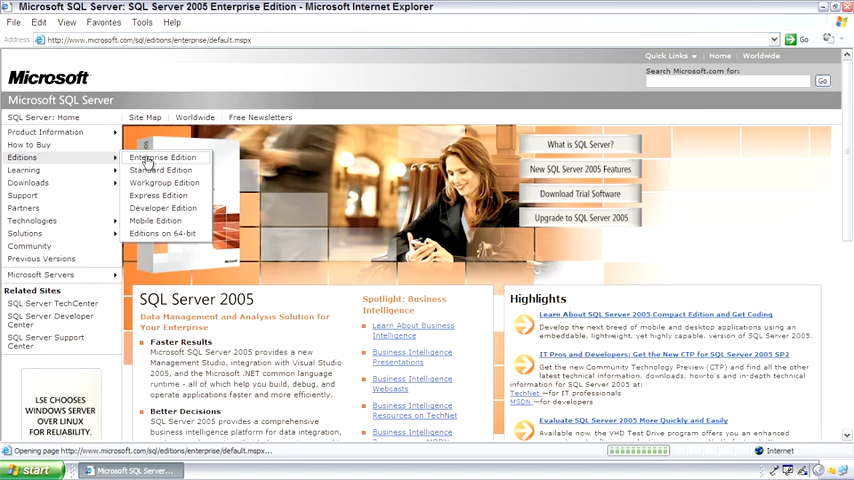 Microsoft SQL Server: SQL Server 2005 Enterprise Edition - Microsoft Internet Explorer
File Edit View Favorites Tools Help
Address http://www.microsoft.com/sql/editions/enterprise/default.mspx Go
Quick Links Home Worldwide
Microsoft
Search Microsoft.com for:
Go
Microsoft SQL Server
SQL Server: Home Site Map Worldwide Free Newsletters
Product Information
How to Buy
Editions
Learning
Downloads
Support
Partners
Technologies
Solutions
Community
Previous Versions
Microsoft Servers
Enterprise Edition
Standard Edition
Workgroup Edition
Express Edition
Developer Edition
Mobile Edition
Editions on 64-bit
What is SQL Server?
New SQL Server 2005 Features
Download Trial Software
Upgrade to SQL Server 2005
Related Sites
SQL Server TechCenter
SQL Server Developer
Center
SQL Server Support
Center
LSE CHOOSES
WINDOWS SERVER
OVER LINUX
FOR RELIABILITY.
SQL Server 2005
Data Management and Analysis Solution for
Your Enterprise
Faster Results
Microsoft SQL Server 2005 provides a new
Management Studio, integration with Visual Studio
2005, and the Microsoft .NET common language
runtime - all of which help you build, debug, and
operate applications faster and more efficiently.
Better Decisions
SQL Server 2005 provides a comprehensive
business intelligence platform for data integration,
Spotlight: Business
Intelligence
Learn About Business
Intelligence
Business Intelligence
Presentations
Business Intelligence
Webcasts
Business Intelligence
Resources on TechNet
Business Intelligence
Highlights
Learn About SQL Server 2005 Compact Edition and Get Coding
Develop the next breed of mobile and desktop applications using an
embeddable, lightweight, yet highly capable, version of SQL Server 2005.
IT Pros and Developers: Get the New CTP for SQL Server 2005 SP2
Get the new Community Technology Preview (CTP) and find all the other
latest technical information, downloads, how-to's and in-depth technical
information for SQL Server 2005 at:
TechNet—for IT professionals
MSDN —for developers
Evaluate SQL Server 2005 More Quickly and Easily
Available now, the VHD Test Drive program offers you an enhanced
Opening page http://www.microsoft.com/sql/editions/enterprise/default.mspx... Internet
start Microsoft SQL Server...